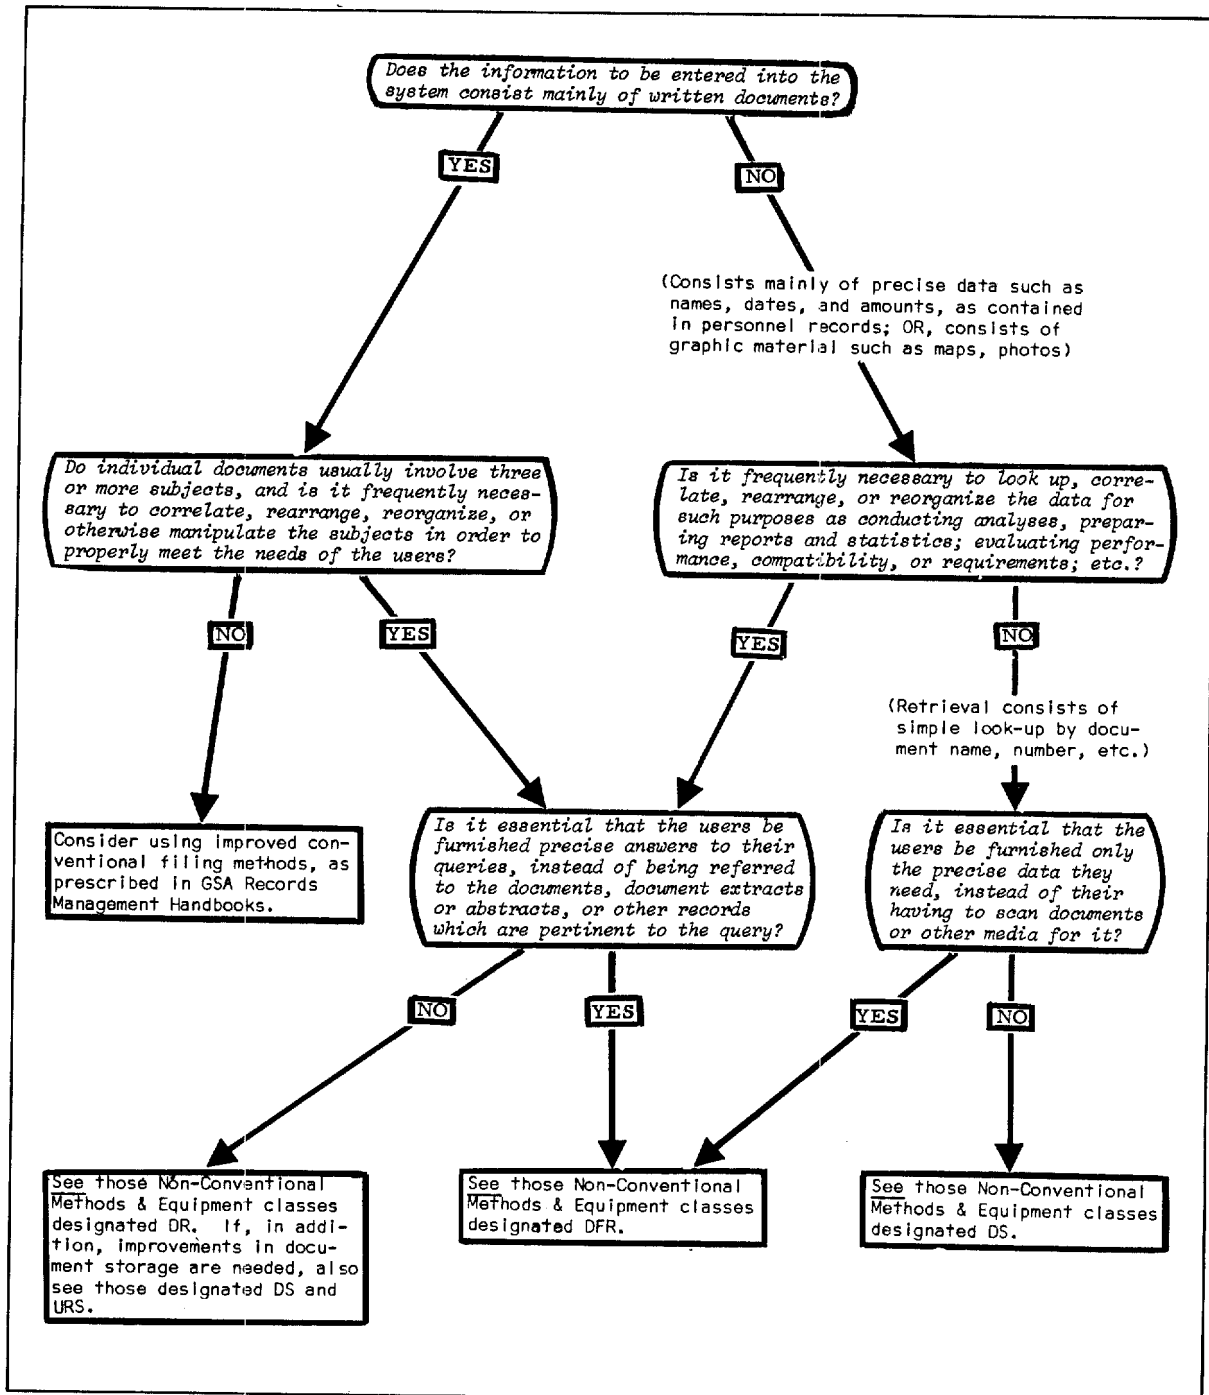 Does the information to be entered into the
system consist mainly of written documents?
YES
NO
(Consists mainly of precise data such as
names, dates, and amounts, as contained
in personnel records; OR, consists of
graphic material such as maps, photos)
Do individual documents usually involve three
or more subjects, and is it frequently neces-
sary to correlate, rearrange, reorganize, or
otherwise manipulate the subjects in order to
properly meet the needs of the users?
Is it frequently necessary to look up, corre-
late, rearrange, or reorganize the data for
such purposes as conducting analyses, prepar-
ing reports and statistics; evaluating perfor-
mance, compatibility, or requirements; etc.?
NO
YES
YES
NO
(Retrieval consists of
simple look-up by docu-
ment name, number, etc.)
Consider using improved con-
ventional filing methods, as
prescribed in GSA Records
Management Handbooks.
Is it essential that the users be
furnished precise answers to their
queries, instead of being referred
to the documents, document extracts
or abstracts, or other records
which are pertinent to the query?
Is it essential that the
users be furnished only
the precise data they
need, instead of their
having to scan documents
or other media for it?
NO
YES
YES
NO
See those Non-Conventional
Methods & Equipment classes
designated DR. If, in addi-
tion, improvements in docu-
ment storage are needed, also
see those designated DS and
URS.
See those Non-Conventional
Methods & Equipment classes
designated DFR.
See those Non-Conventional
Methods & Equipment classes
designated DS.